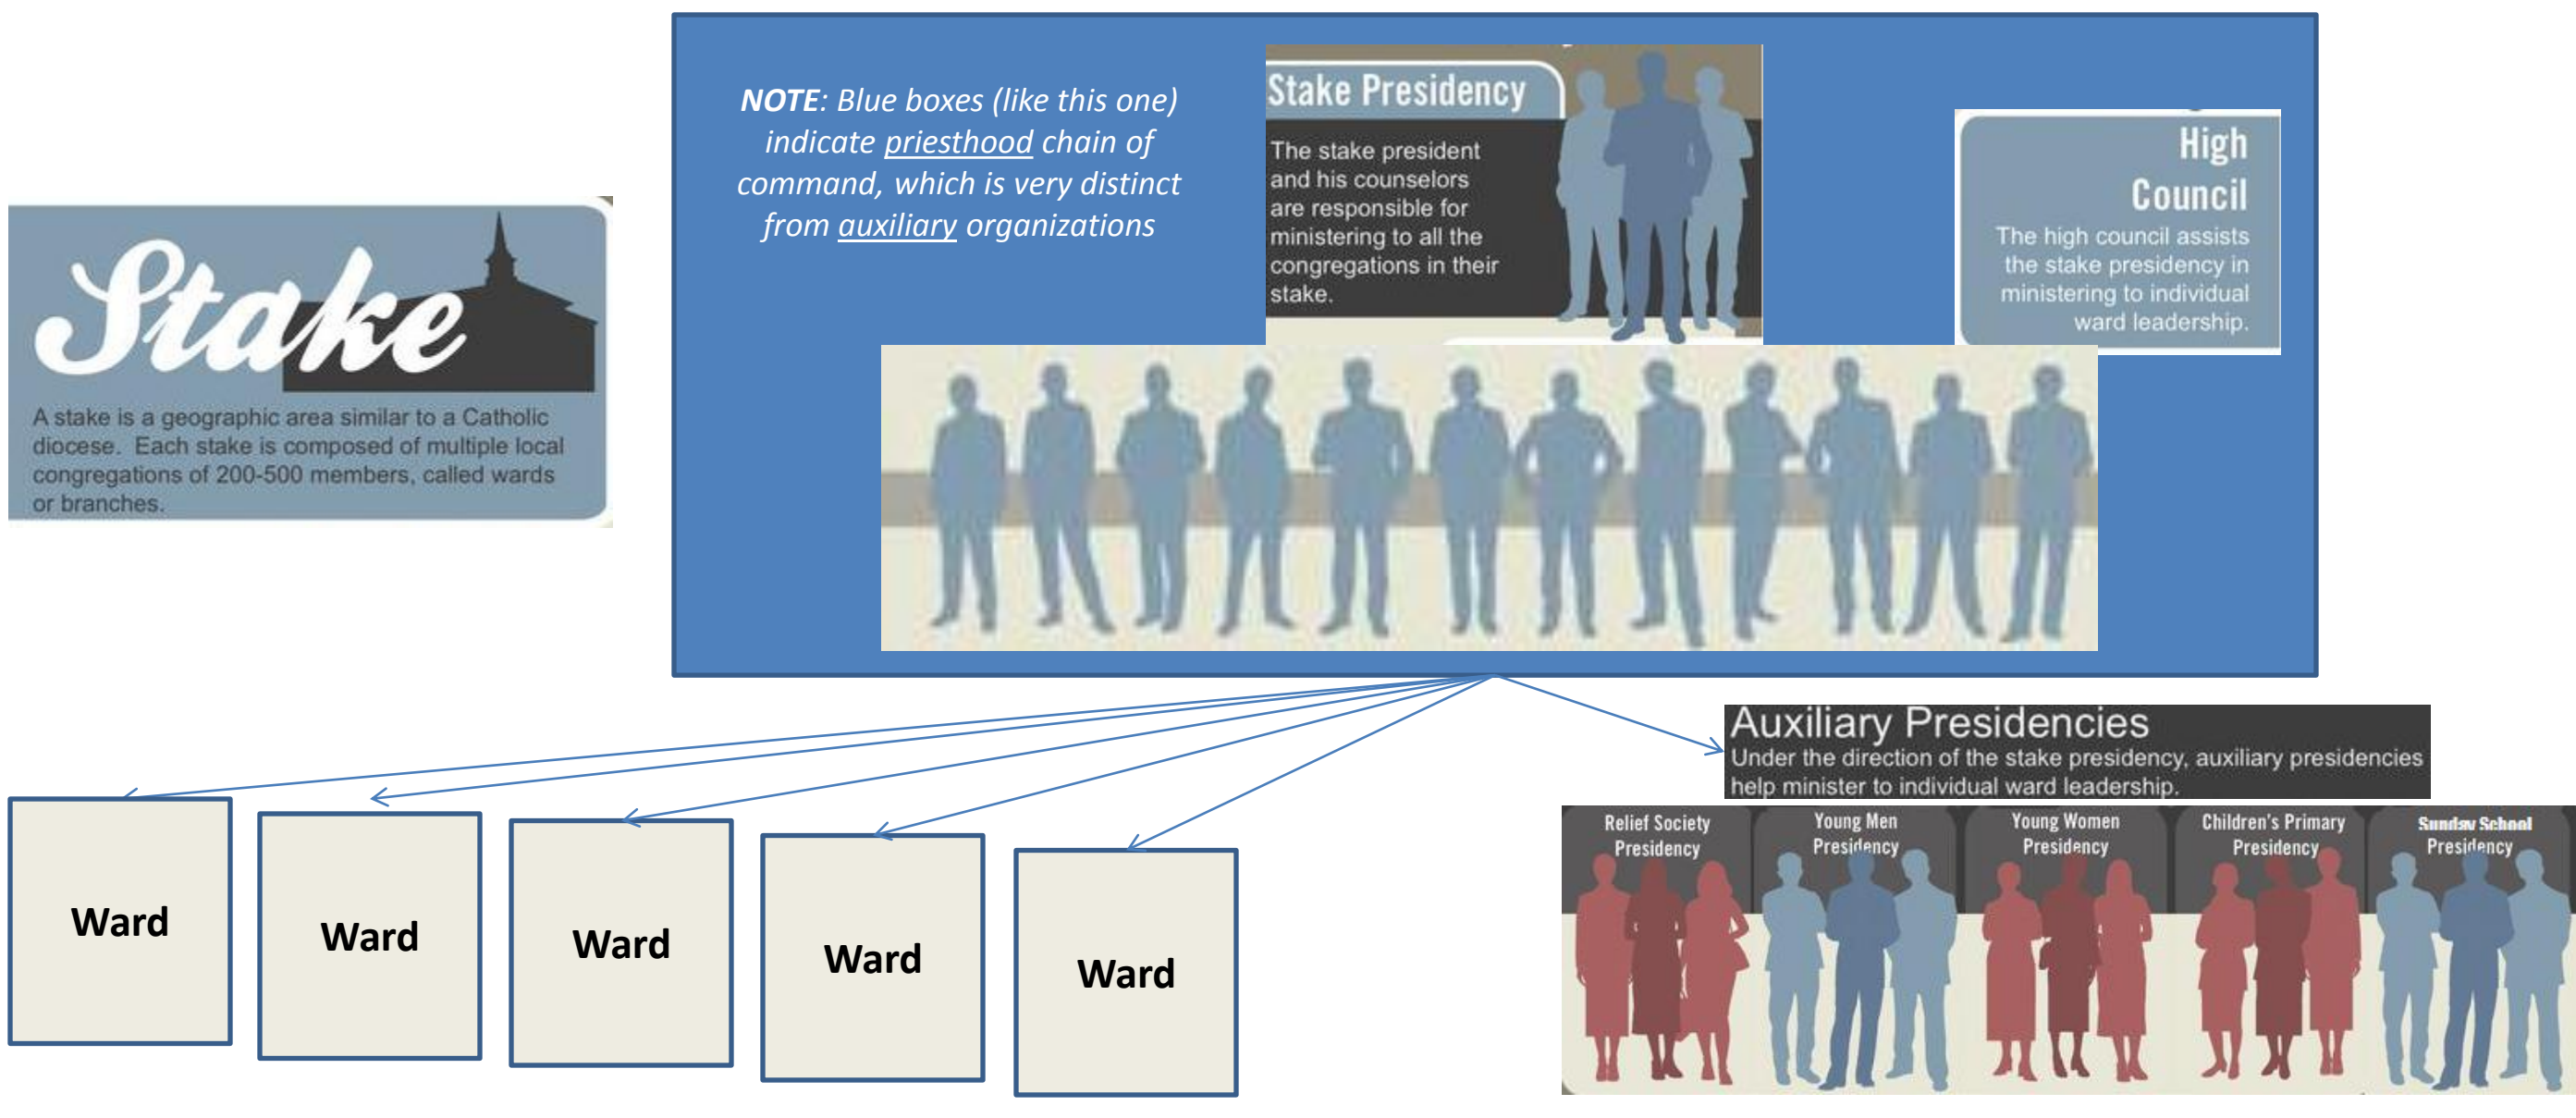 Stake
A stake is a geographic area similar to a Catholic
diocese. Each stake is composed of multiple local
congregations of 200-500 members, called wards
or branches.
NOTE: Blue boxes (like this one)
indicate priesthood chain of
command, which is very distinct
from auxiliary organizations
Stake Presidency
The stake president
and his counselors
are responsible for
ministering to all the
congregations in their
stake.
High
Council
The high council assists
the stake presidency in
ministering to individual
ward leadership.
Auxiliary Presidencies
Under the direction of the stake presidency, auxiliary presidencies
help minister to individual ward leadership.
Relief Society
Presidency
Young Men
Presidency
Young Women
Presidency
Children's Primary
Presidency
Sunday School
Presidency
Ward
Ward
Ward
Ward
Ward